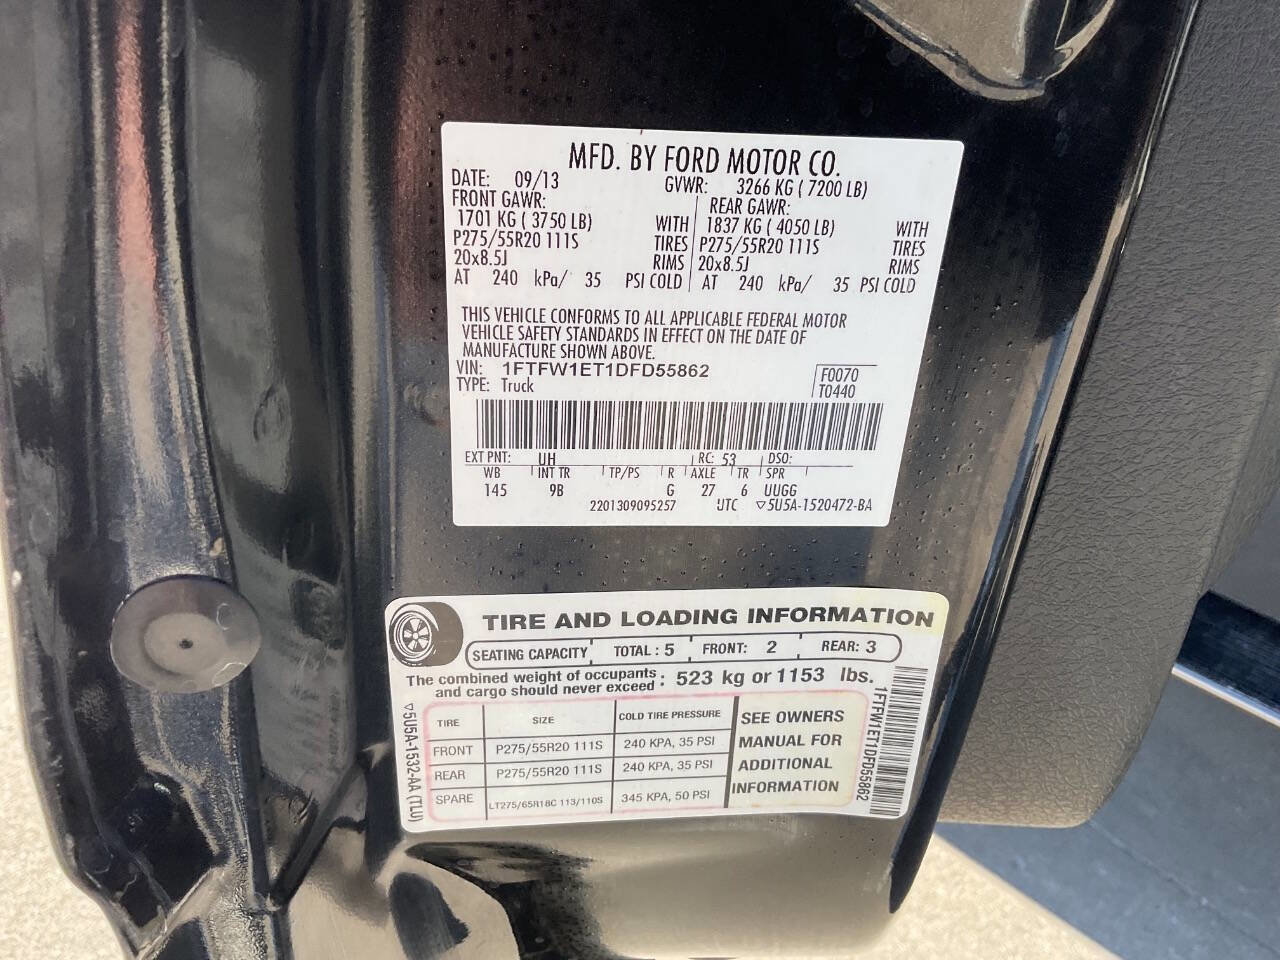 MFD. BY FORD MOTOR CO.
DATE: 09/13 GVWR: 3266 KG ( 7200 LB)
FRONT GAWR: REAR GAWR:
1701 KG ( 3750 LB) WITH 1837 KG ( 4050 LB) WITH
P275/55R20 111S TIRES P275/55R20 111S TIRES
20x8.5J RIMS 20x8.5J RIMS
AT 240 kPa/ 35 PSI COLD AT 240 kPa/ 35 PSI COLD
THIS VEHICLE CONFORMS TO ALL APPLICABLE FEDERAL MOTOR
VEHICLE SAFETY STANDARDS IN EFFECT ON THE DATE OF
MANUFACTURE SHOWN ABOVE.
VIN: 1FTFW1ET1DFD55862
TYPE: Truck
F0070
T0440
EXT PNT: UH RC: 53 DSO:
WB INT TR TP/PS R AXLE TR SPR
145 9B G 27 6 UUGG
2201309095257 UTC ▽5U5A-1520472-BA
TIRE AND LOADING INFORMATION
SEATING CAPACITY TOTAL : 5 FRONT: 2 REAR: 3
The combined weight of occupants
and cargo should never exceed : 523 kg or 1153 lbs.
TIRE SIZE COLD TIRE PRESSURE
FRONT P275/55R20 111S 240 KPA, 35 PSI
REAR P275/55R20 111S 240 KPA, 35 PSI
SPARE LT275/65R18C 113/110S 345 KPA, 50 PSI
SEE OWNERS
MANUAL FOR
ADDITIONAL
INFORMATION
▽5U5A-1532-AA (TLU)
1FTFW1ET1DFD55862